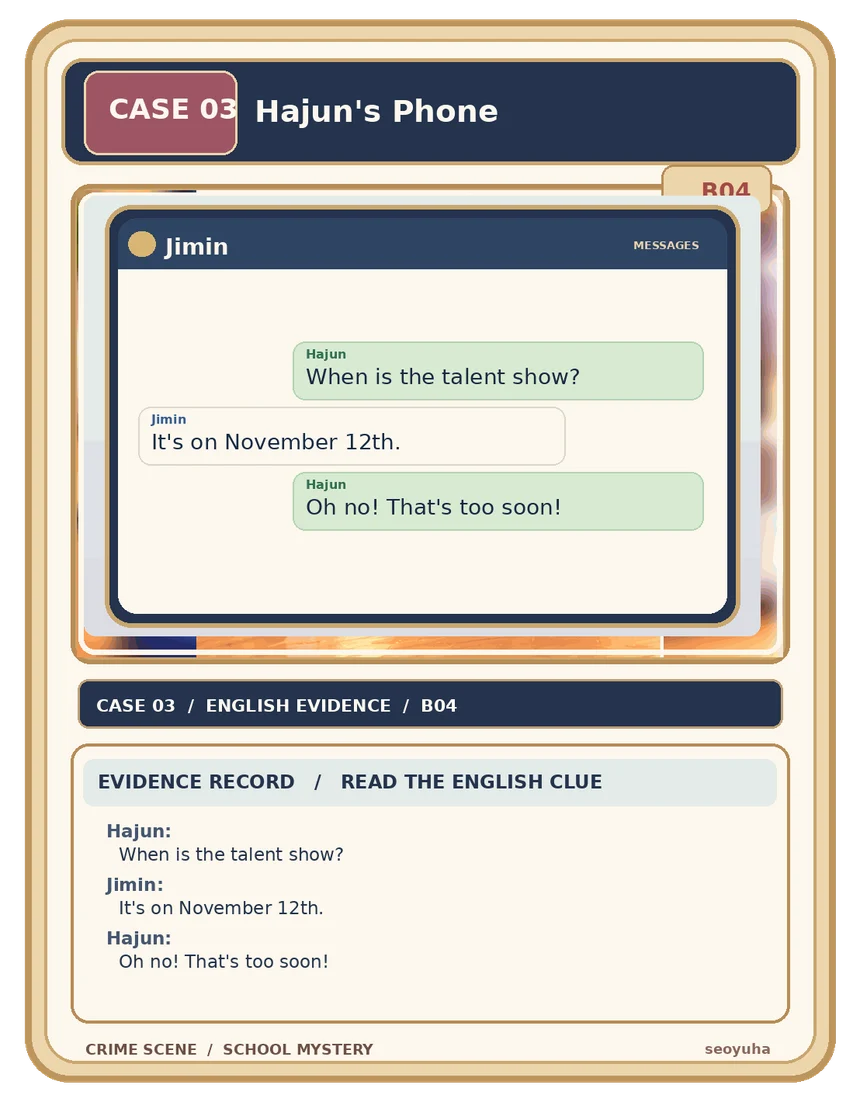 CASE 03
Hajun's Phone
B04
Jimin
MESSAGES
Hajun
When is the talent show?
Jimin
It's on November 12th.
Hajun
Oh no! That's too soon!
CASE 03 / ENGLISH EVIDENCE / B04
EVIDENCE RECORD / READ THE ENGLISH CLUE
Hajun:
When is the talent show?
Jimin:
It's on November 12th.
Hajun:
Oh no! That's too soon!
CRIME SCENE / SCHOOL MYSTERY
seoyuha